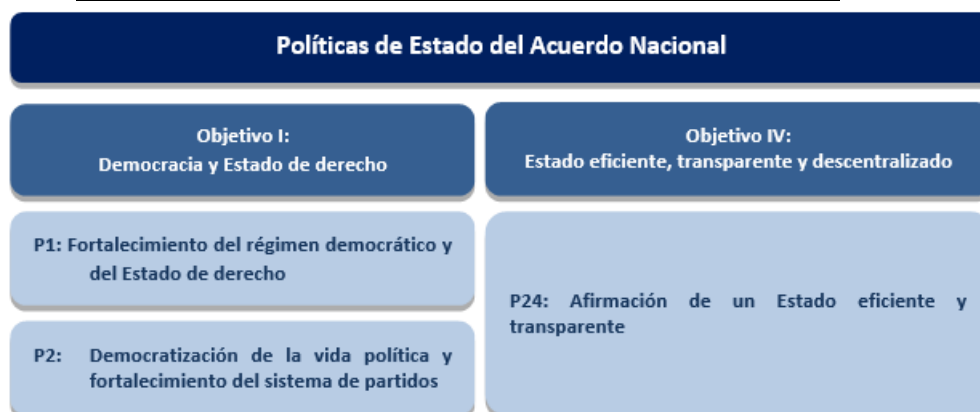 Políticas de Estado del Acuerdo Nacional
Objetivo I:
Democracia y Estado de derecho
Objetivo IV:
Estado eficiente, transparente y descentralizado
P1: Fortalecimiento del régimen democrático y
del Estado de derecho
P2: Democratización de la vida política y
fortalecimiento del sistema de partidos
P24: Afirmación de un Estado eficiente y
transparente